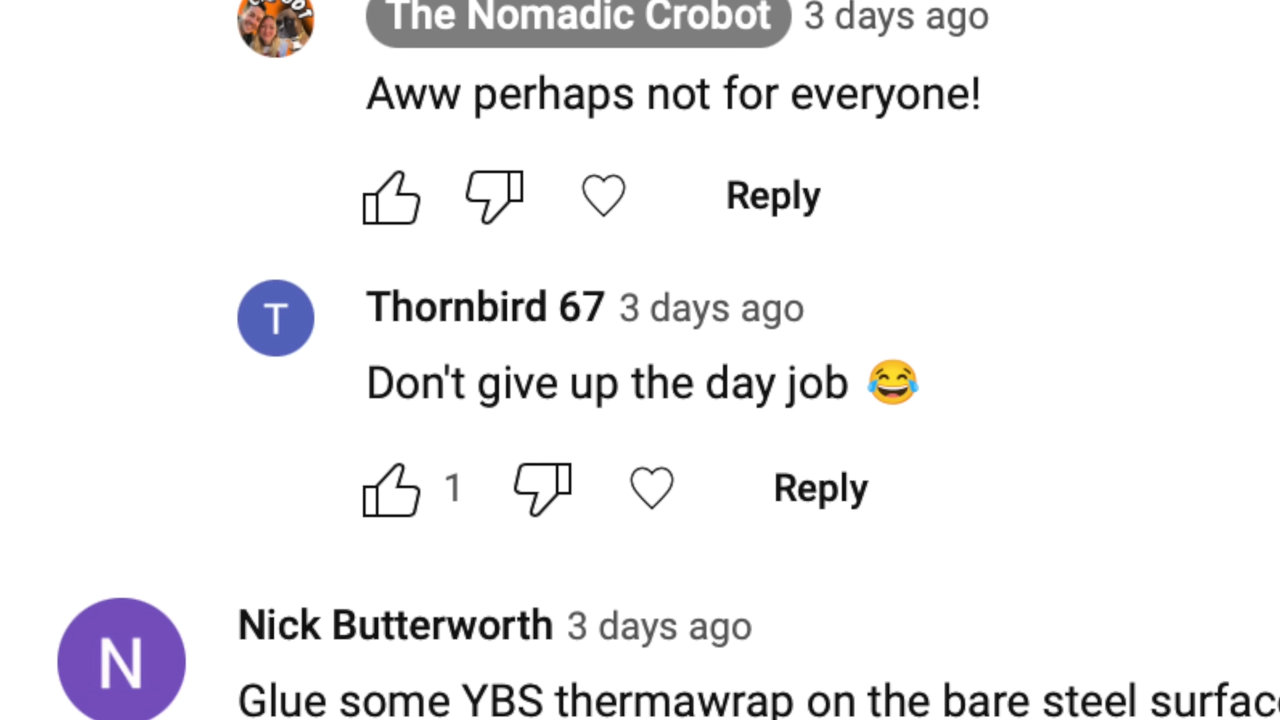 The Nomadic Crobot 3 days ago
Aww perhaps not for everyone!
Reply
T
Thornbird 67 3 days ago
Don't give up the day job 😂
1
Reply
N
Nick Butterworth 3 days ago
Glue some YBS thermawrap on the bare steel